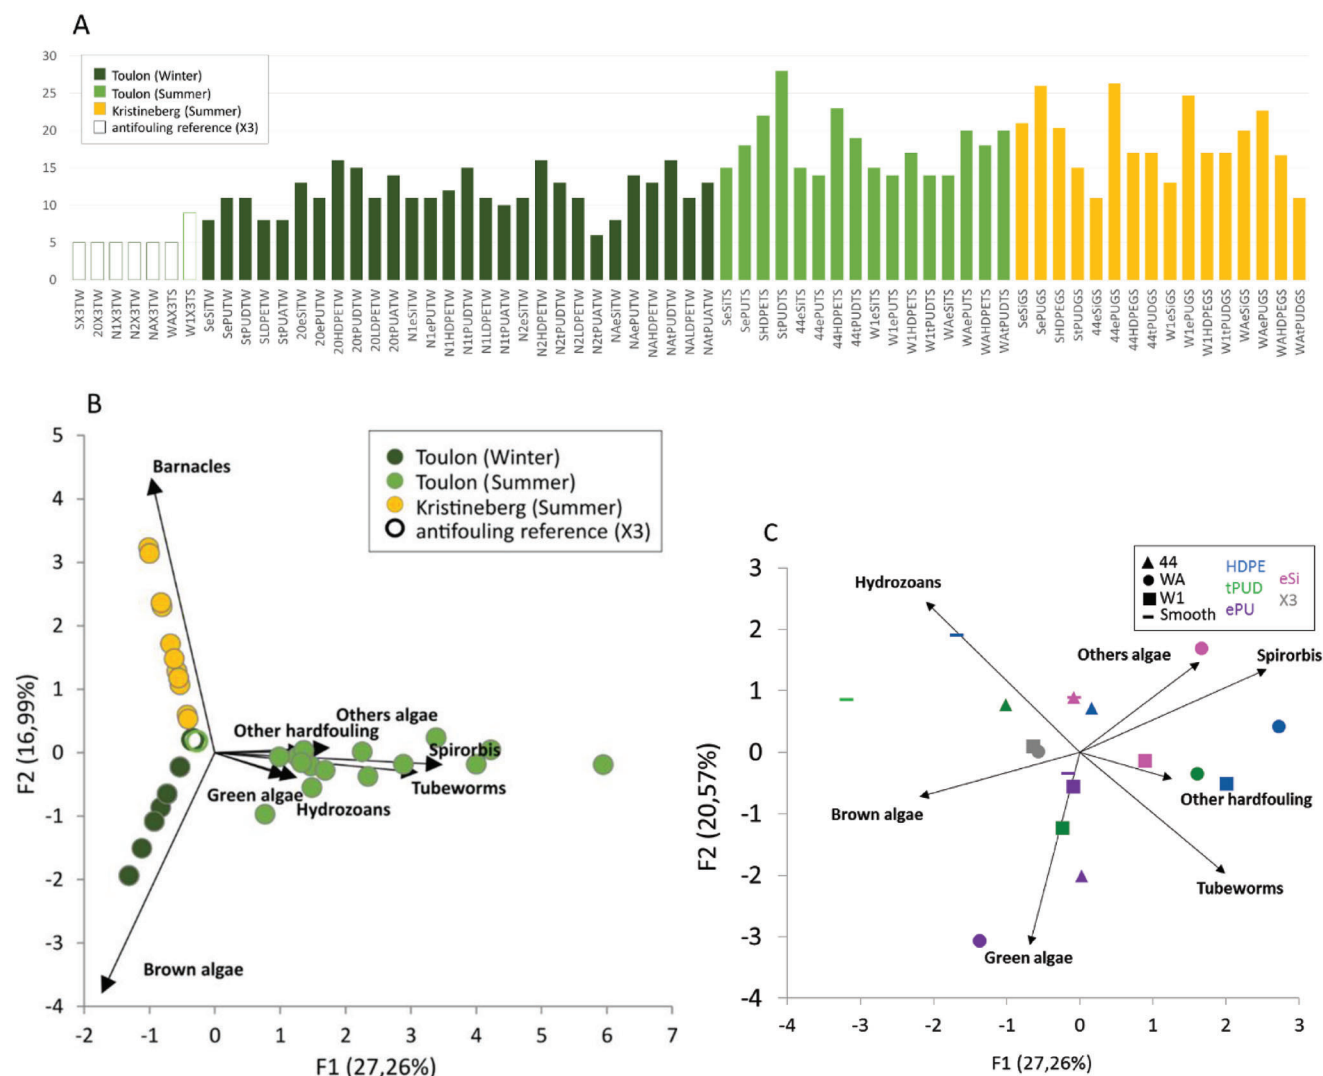 A
30
25
20
15
10
5
0
Toulon (Winter)
Toulon (Summer)
Kristineberg (Summer)
antifouling reference (X3)
SX3TW
20X3TW
N1X3TW
N2X3TW
NAX3TW
WAX3TS
W1X3TS
SeSiTW
SePUTW
StPUDTW
SLDPETW
StPUATW
20eSiTW
20ePUTW
20HDPETW
20tPUDTW
20LDPETW
20tPUATW
N1eSiTW
N1ePUTW
N1HDPETW
N1tPUDTW
N1LDPETW
N1tPUATW
N2eSiTW
N2HDPETW
N2tPUDTW
N2LDPETW
N2tPUATW
NAeSiTW
NAePUTW
NAHDPETW
NAtPUDTW
NALDPETW
NAtPUATW
SeSiTS
SePUTS
SHDPETS
StPUDTS
44eSiTS
44ePUTS
44HDPETS
44tPUDTS
W1eSiTS
W1ePUTS
W1HDPETS
W1tPUDTS
WAeSiTS
WAePUTS
WAHDPETS
WAtPUDTS
SeSiGS
SePUGS
SHDPEGS
StPUDGS
44eSiGS
44ePUGS
44HDPEGS
44tPUDGS
W1eSiGS
W1ePUGS
W1HDPEGS
W1tPUDGS
WAeSiGS
WAePUGS
WAHDPEGS
WAtPUDGS
B
5
4
3
2
1
0
-1
-2
-3
-4
F2 (16,99%)
Toulon (Winter)
Toulon (Summer)
Kristineberg (Summer)
antifouling reference (X3)
Barnacles
Others algae
Other hardfouling
Spirorbis
Tubeworms
Green algae
Hydrozoans
Brown algae
-2 -1 0 1 2 3 4 5 6 7
F1 (27,26%)
C
3
2
1
0
-1
-2
-3
-4
F2 (20,57%)
44 HDPE
WA tPUD eSi
W1 ePU X3
Smooth
Hydrozoans
Others algae
Spirorbis
Brown algae
Other hardfouling
Tubeworms
Green algae
-4 -3 -2 -1 0 1 2 3
F1 (27,26%)